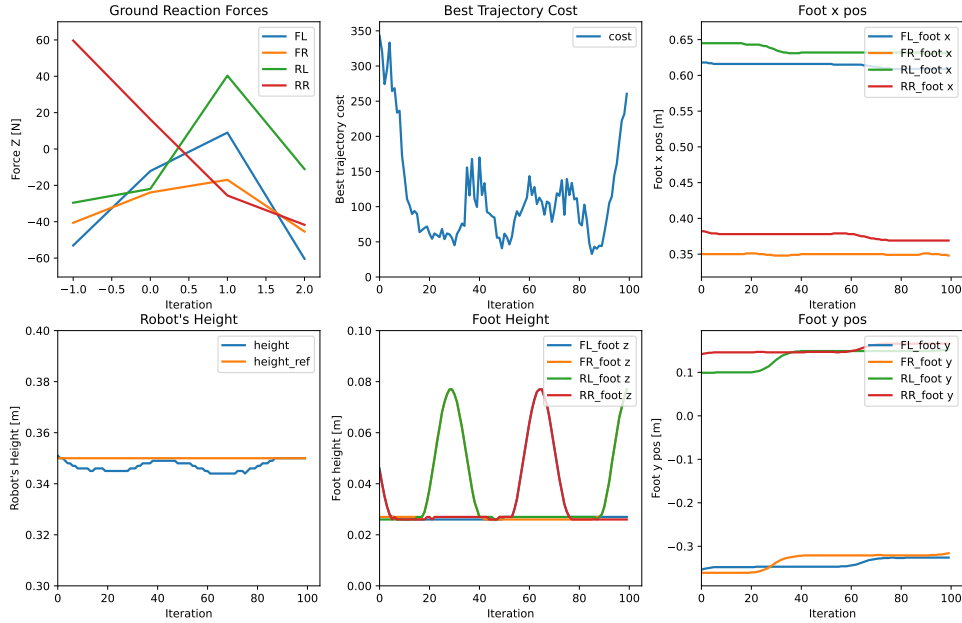 Ground Reaction Forces
Force Z [N]
60
40
20
0
−20
−40
−60
FL
FR
RL
RR
−1.0 −0.5 0.0 0.5 1.0 1.5 2.0
Iteration
Best Trajectory Cost
Best trajectory cost
350
300
250
200
150
100
50
0
cost
0 20 40 60 80 100
Iteration
Foot x pos
Foot x pos [m]
0.65
0.60
0.55
0.50
0.45
0.40
0.35
FL_foot x
FR_foot x
RL_foot x
RR_foot x
0 20 40 60 80 100
Iteration
Robot's Height
Robot's Height [m]
0.40
0.38
0.36
0.34
0.32
0.30
height
height_ref
0 20 40 60 80 100
Iteration
Foot Height
Foot height [m]
0.10
0.08
0.06
0.04
0.02
0.00
FL_foot z
FR_foot z
RL_foot z
RR_foot z
0 20 40 60 80 100
Iteration
Foot y pos
Foot y pos [m]
0.1
0.0
−0.1
−0.2
−0.3
FL_foot y
FR_foot y
RL_foot y
RR_foot y
0 20 40 60 80 100
Iteration